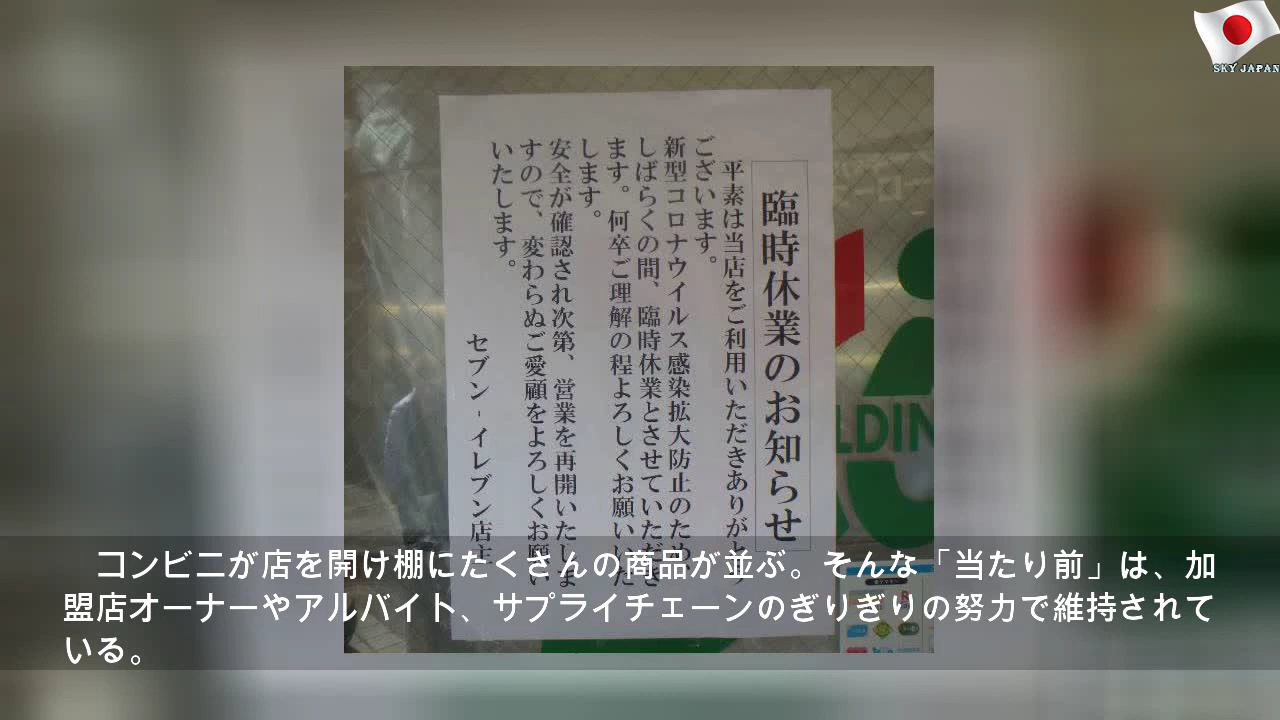 SKY JAPAN
臨時休業のお知らせ
平素は当店をご利用いただきありがとう
ございます。
新型コロナウイルス感染拡大防止のため、
しばらくの間、臨時休業とさせていただき
ます。何卒ご理解の程よろしくお願いいた
します。
安全が確認され次第、営業を再開いたしま
すので、変わらぬご愛顧をよろしくお願い
いたします。
セブン-イレブン店主
LDIN
コンビニが店を開け棚にたくさんの商品が並ぶ。そんな「当たり前」は、加
盟店オーナーやアルバイト、サプライチェーンのぎりぎりの努力で維持されて
いる。